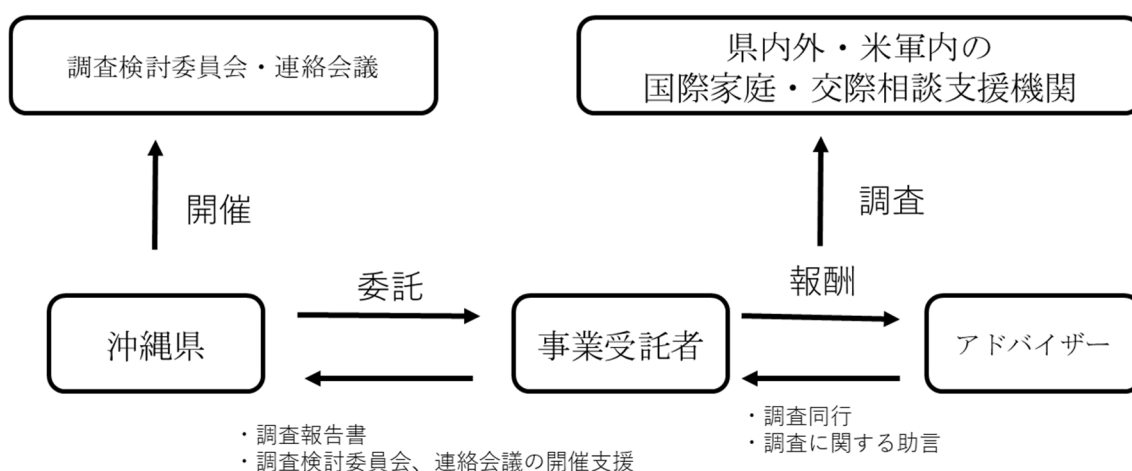 調査検討委員会・連絡会議
県内外・米軍内の
国際家庭・交際相談支援機関
開催
調査
委託
報酬
沖縄県
事業受託者
アドバイザー
・調査報告書
・調査検討委員会、連絡会議の開催支援
・調査同行
・調査に関する助言